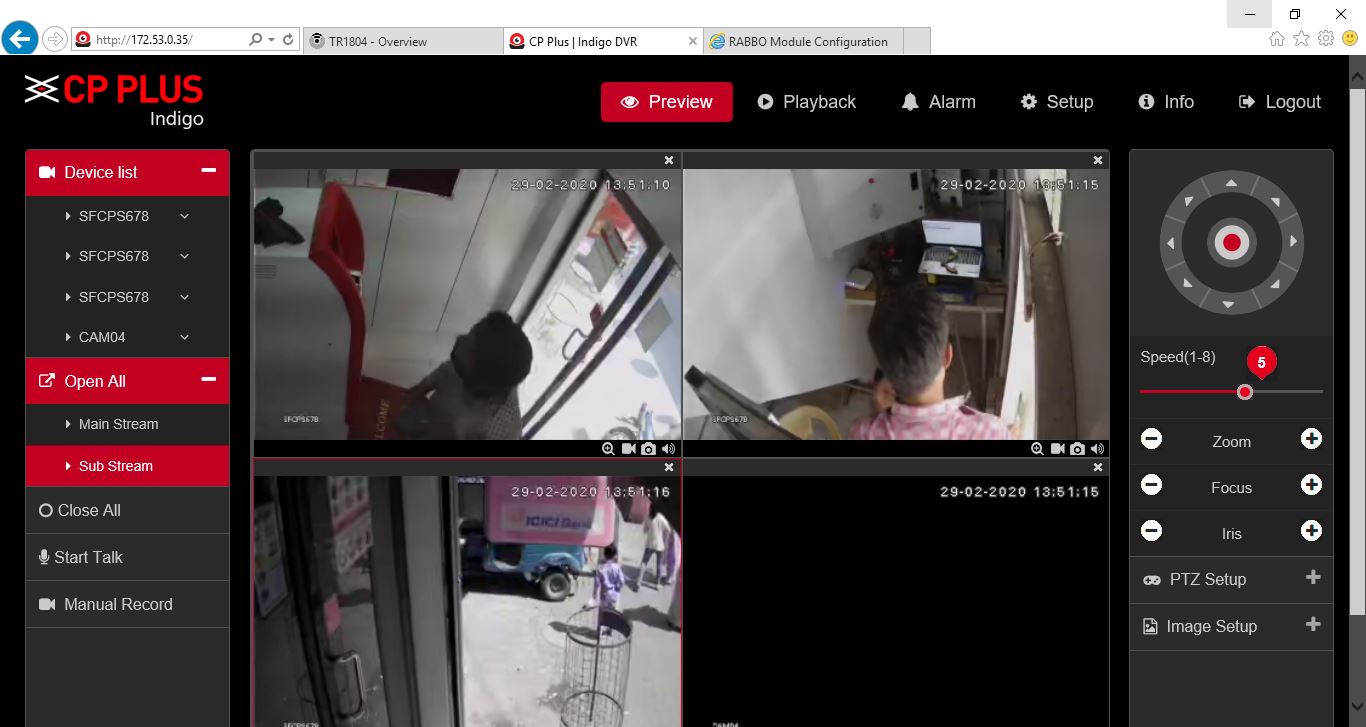 http://172.53.0.35/
TR1804 - Overview
CP Plus | Indigo DVR
RABBO Module Configuration
CP PLUS
Indigo
Preview
Playback
Alarm
Setup
Info
Logout
Device list
SFCPS678
SFCPS678
SFCPS678
CAM04
Open All
Main Stream
Sub Stream
Close All
Start Talk
Manual Record
29-02-2020 13:51:10
WELCOME
SFCPS678
29-02-2020 13:51:15
SFCPS678
29-02-2020 13:51:16
ICICI Bank
SFCPS678
29-02-2020 13:51:15
CAM04
Speed(1-8)
5
Zoom
Focus
Iris
PTZ Setup
Image Setup